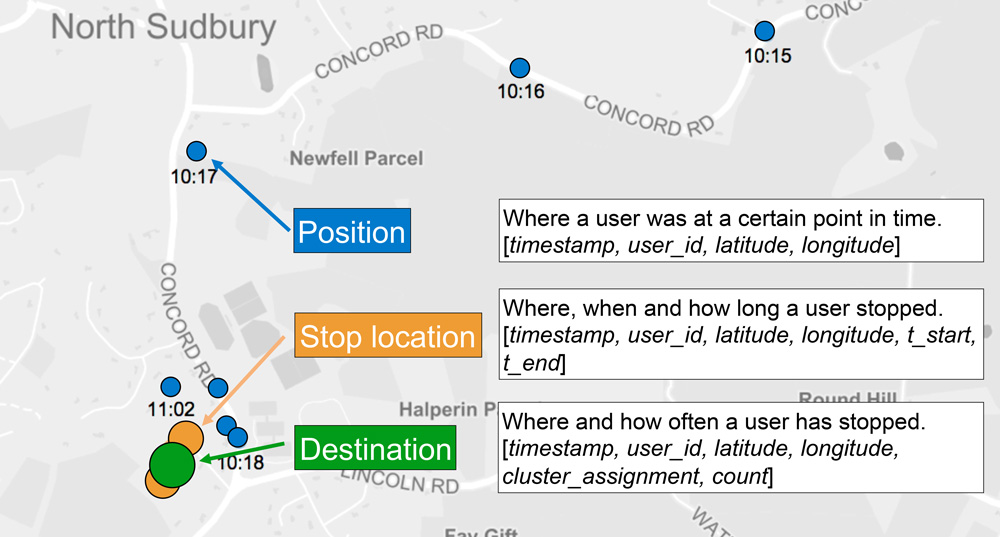 North Sudbury
CONCORD RD
CONCORD RD
CONC
10:15
10:16
CONCORD RD
10:17
Newfell Parcel
Position
Where a user was at a certain point in time.
[timestamp, user_id, latitude, longitude]
CONCORD RD
Stop location
Where, when and how long a user stopped.
[timestamp, user_id, latitude, longitude, t_start,
t_end]
11:02
Halperin P
Round Hill
Destination
Where and how often a user has stopped.
[timestamp, user_id, latitude, longitude,
cluster_assignment, count]
10:18
LINCOLN RD
WAT
Fay Gift